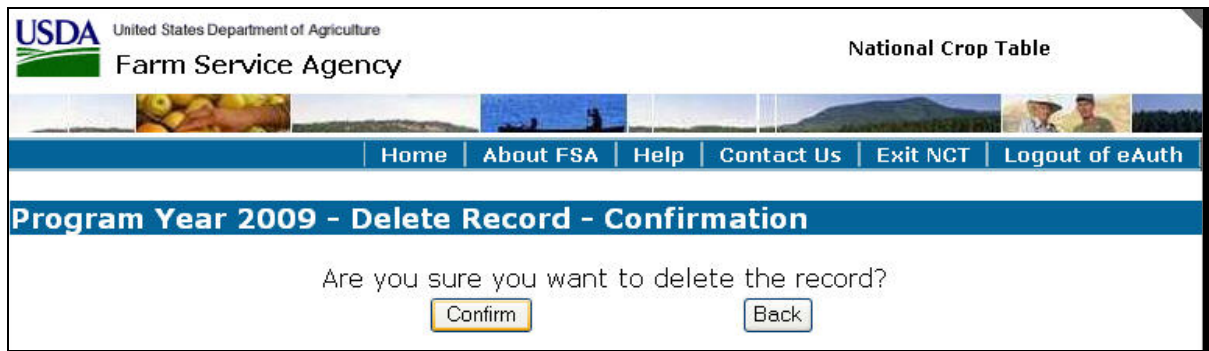 USDA United States Department of Agriculture
Farm Service Agency
National Crop Table
Home | About FSA | Help | Contact Us | Exit NCT | Logout of eAuth
Program Year 2009 - Delete Record - Confirmation
Are you sure you want to delete the record?
Confirm Back